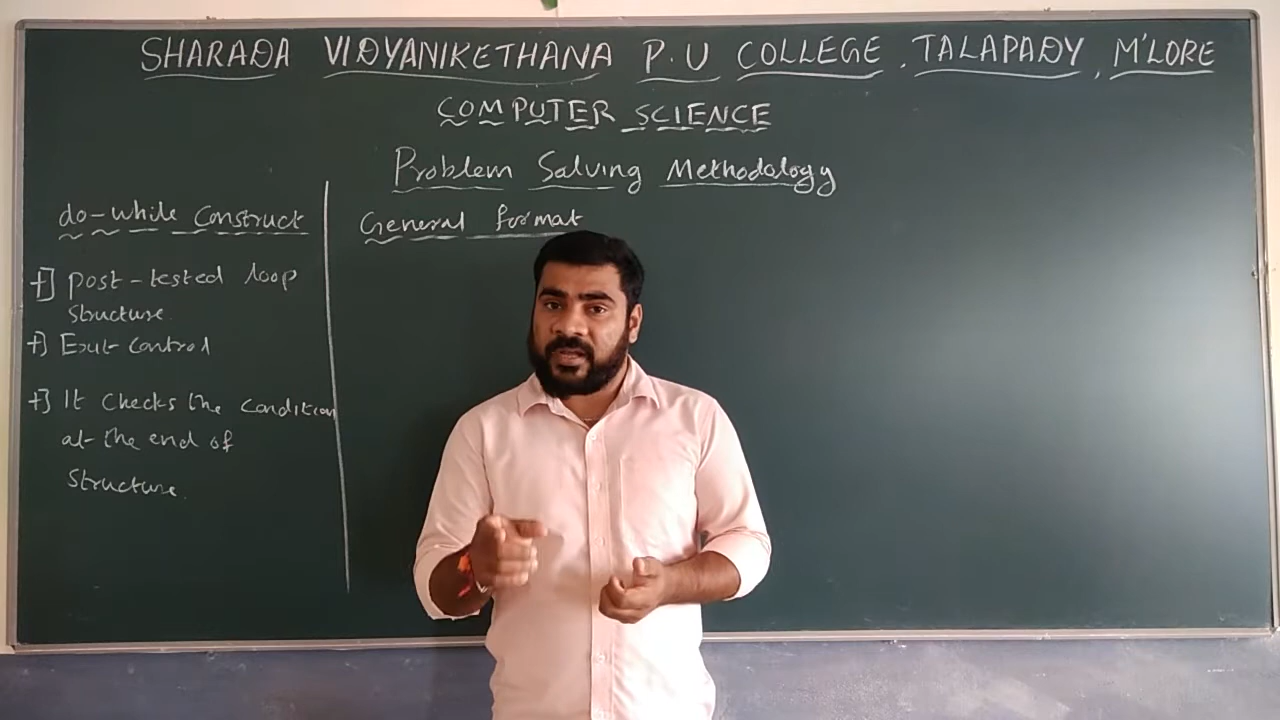 SHARADA VIDYANIKETHANA P.U COLLEGE, TALAPADY, M'LORE
COMPUTER SCIENCE
Problem Solving Methodology
do-while Construct
+] Post-tested loop
structure.
+] Exit control
+] It checks the condition
at the end of
structure.
General format